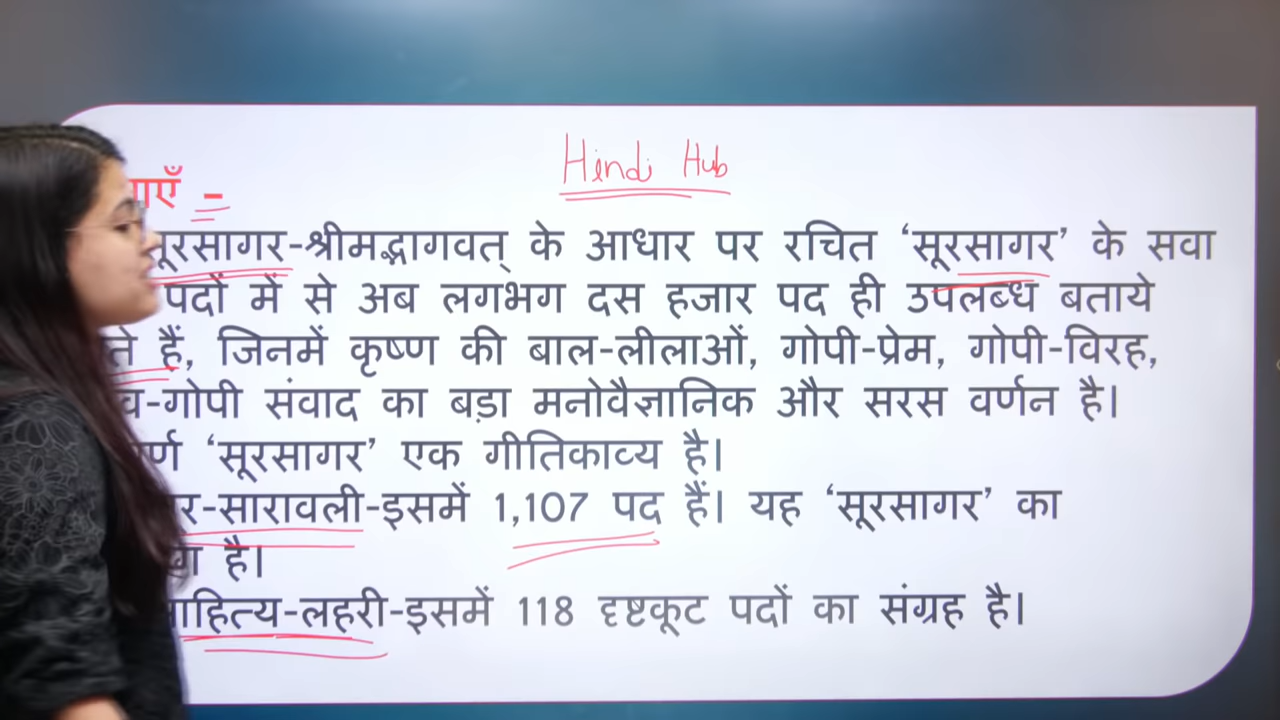 Hindi Hub
सूरसागर-श्रीमद्भागवत् के आधार पर रचित ‘सूरसागर’ के सवा
पदों में से अब लगभग दस हजार पद ही उपलब्ध बताये
हैं, जिनमें कृष्ण की बाल-लीलाओं, गोपी-प्रेम, गोपी-विरह,
गोपी संवाद का बड़ा मनोवैज्ञानिक और सरस वर्णन है।
‘सूरसागर’ एक गीतिकाव्य है।
सारावली-इसमें 1,107 पद हैं। यह ‘सूरसागर’ का
है।
साहित्य-लहरी-इसमें 118 दृष्टकूट पदों का संग्रह है।